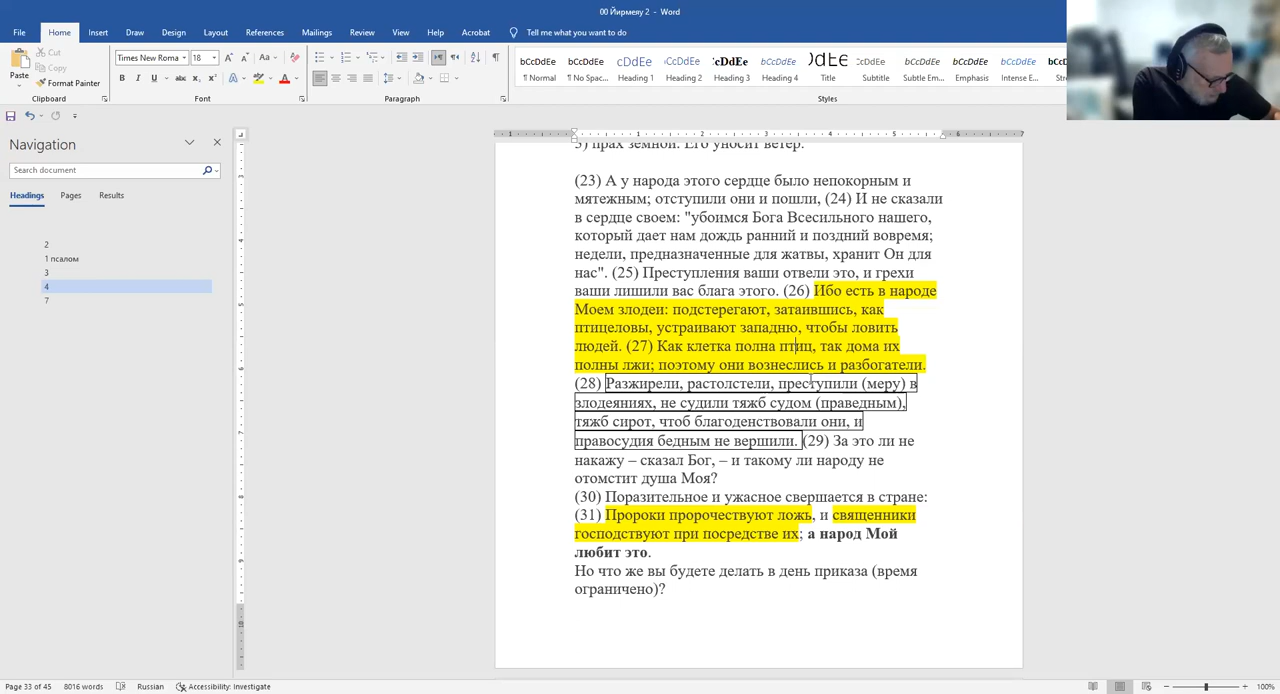 00 Йирмеяу 2 - Word
File Home Insert Draw Design Layout References Mailings Review View Help Acrobat Tell me what you want to do
Paste Cut Copy Format Painter
Times New Roma 18
AaBbCcDdEe
¶ Normal ¶ No Spac... Heading 1 Heading 2 Heading 3 Heading 4 Title Subtitle Subtle Em... Emphasis Intense E...
Clipboard Font Paragraph Styles
Navigation
Search document
Headings Pages Results
2
1 псалом
3
4
7
5) прах земной. Его уносит ветер.
(23) А у народа этого сердце было непокорным и
мятежным; отступили они и пошли, (24) И не сказали
в сердце своем: "убоимся Бога Всесильного нашего,
который дает нам дождь ранний и поздний вовремя;
недели, предназначенные для жатвы, хранит Он для
нас". (25) Преступления ваши отвели это, и грехи
ваши лишили вас блага этого. (26) Ибо есть в народе
Моем злодеи: подстерегают, затаившись, как
птицеловы, устраивают западню, чтобы ловить
людей. (27) Как клетка полна птиц, так дома их
полны лжи; поэтому они вознеслись и разбогатели.
(28) Разжирели, растолстели, преступили (меру) в
злодеяниях, не судили тяжб судом (праведным),
тяжб сирот, чтоб благоденствовали они, и
правосудия бедным не вершили. (29) За это ли не
накажу – сказал Бог, – и такому ли народу не
отомстит душа Моя?
(30) Поразительное и ужасное свершается в стране:
(31) Пророки пророчествуют ложь, и священники
господствуют при посредстве их; а народ Мой
любит это.
Но что же вы будете делать в день приказа (время
ограничено)?
Page 33 of 45 8016 words Russian Accessibility: Investigate 100%